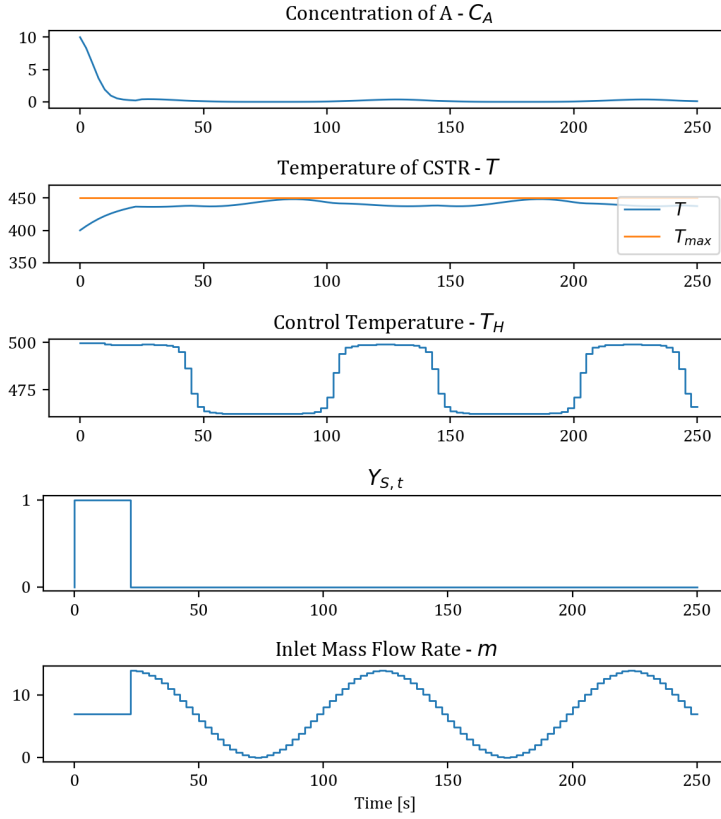 Concentration of A - C_A
10
5
0
0 50 100 150 200 250
Temperature of CSTR - T
450
400
350
T
T_max
0 50 100 150 200 250
Control Temperature - T_H
500
475
0 50 100 150 200 250
Y_{S,t}
1
0
0 50 100 150 200 250
Inlet Mass Flow Rate - m
10
0
0 50 100 150 200 250
Time [s]